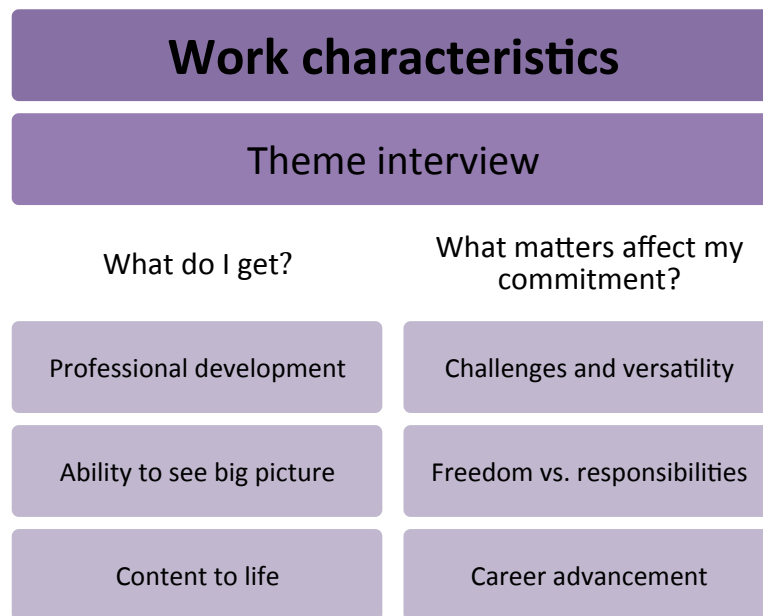 Work characteristics
Theme interview
What do I get?
What matters affect my
commitment?
Professional development
Challenges and versatility
Ability to see big picture
Freedom vs. responsibilities
Content to life
Career advancement